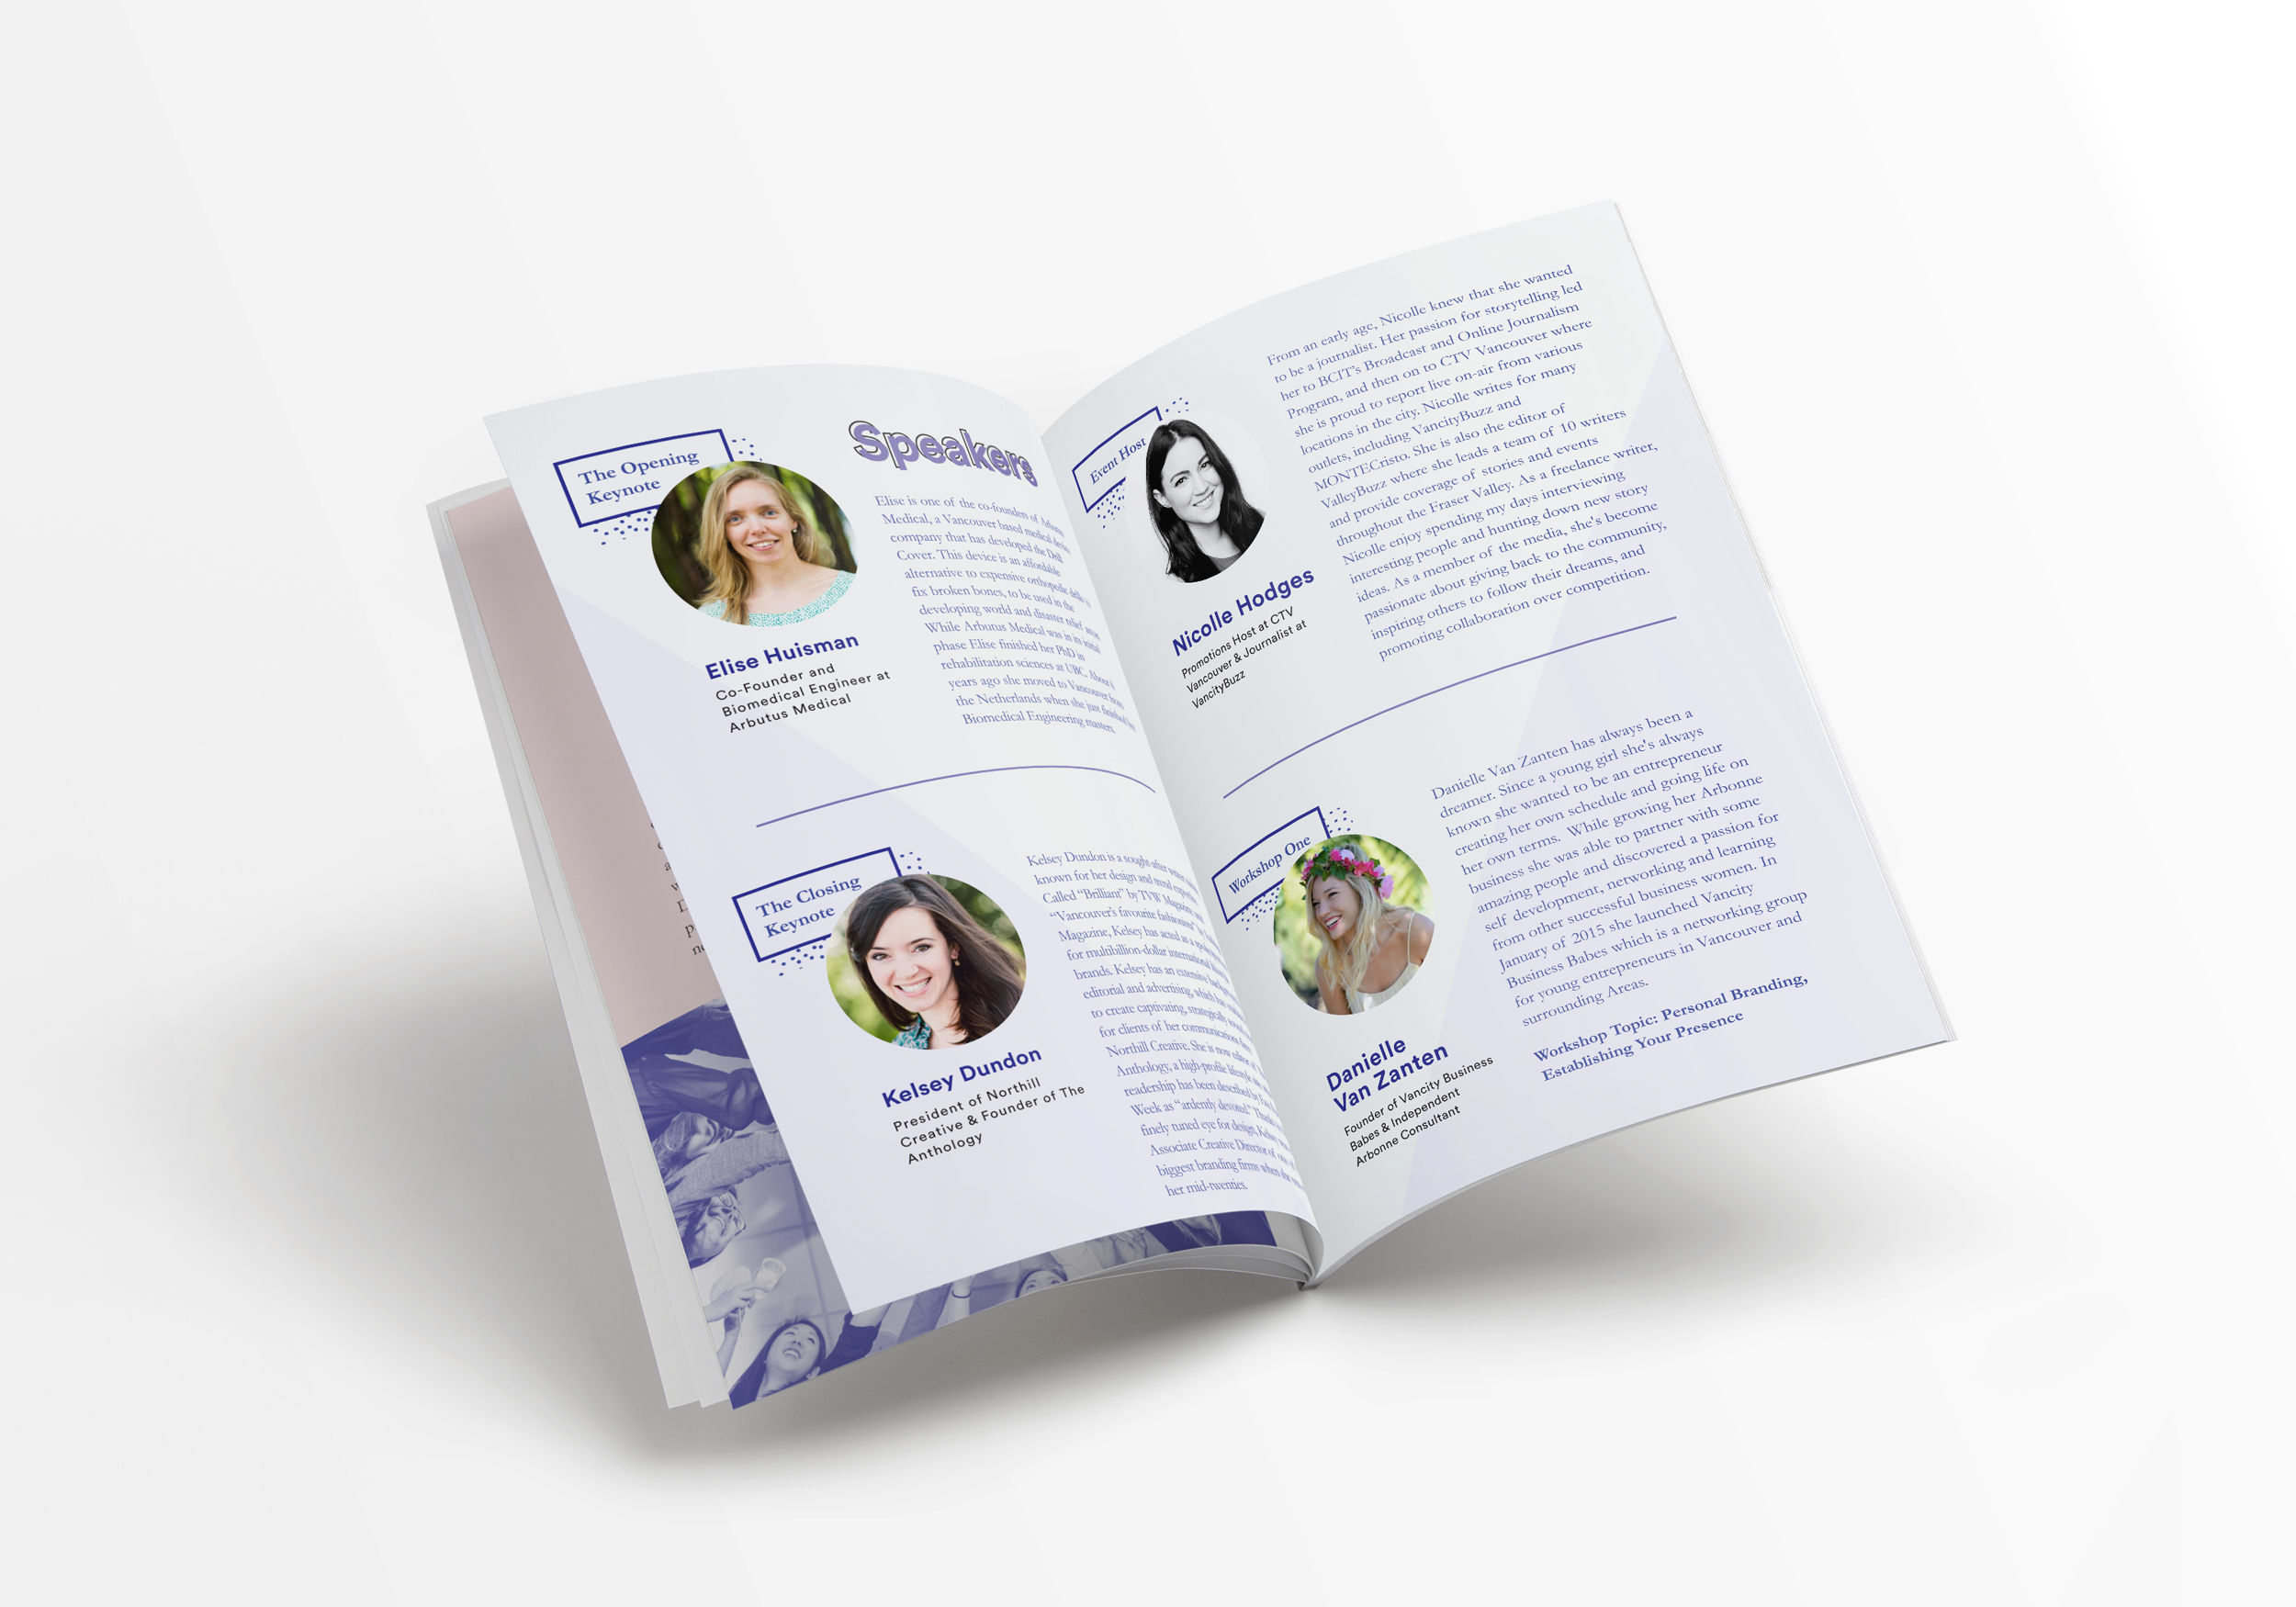 Speakers
The Opening
Keynote
Elise Huisman
Co-Founder and
Biomedical Engineer at
Arbutus Medical
Elise is one of the co-founders of Arbutus
Medical, a Vancouver based medical device
company that has developed the Drill
Cover. This device is an affordable
alternative to expensive orthopedic drills to
fix broken bones, to be used in the
developing world and disaster relief areas.
While Arbutus Medical was in its initial
phase Elise finished her PhD in
rehabilitation sciences at UBC. About 6
years ago she moved to Vancouver from
the Netherlands when she just finished her
Biomedical Engineering masters.
The Closing
Keynote
Kelsey Dundon
President of Northill
Creative & Founder of The
Anthology
Kelsey Dundon is a sought-after writer
known for her design and trend expertise.
Called “Brilliant” by TVW Magazine and
“Vancouver's favourite fashionista” by
Magazine, Kelsey has acted as a
for multibillion-dollar international
brands. Kelsey has an extensive background
editorial and advertising, which has
to create captivating, strategically sound
for clients of her communications firm
Northill Creative. She is now editor of
Anthology, a high-profile lifestyle
readership has been described by
Week as “ardently devoted.” Thanks
finely tuned eye for design, Kelsey
Associate Creative Director of one of
biggest branding firms when she
her mid-twenties.
Event Host
Nicolle Hodges
Promotions Host at CTV
Vancouver & Journalist at
VancityBuzz
From an early age, Nicolle knew that she wanted
to be a journalist. Her passion for storytelling led
her to BCIT's Broadcast and Online Journalism
Program, and then on to CTV Vancouver where
she is proud to report live on-air from various
locations in the city. Nicolle writes for many
outlets, including VancityBuzz and
MONTECristo. She is also the editor of
ValleyBuzz where she leads a team of 10 writers
and provide coverage of stories and events
throughout the Fraser Valley. As a freelance writer,
Nicolle enjoy spending my days interviewing
interesting people and hunting down new story
ideas. As a member of the media, she's become
passionate about giving back to the community,
inspiring others to follow their dreams, and
promoting collaboration over competition.
Workshop One
Danielle
Van Zanten
Founder of Vancity Business
Babes & Independent
Arbonne Consultant
Danielle Van Zanten has always been a
dreamer. Since a young girl she's always
known she wanted to be an entrepreneur
creating her own schedule and going life on
her own terms. While growing her Arbonne
business she was able to partner with some
amazing people and discovered a passion for
self development, networking and learning
from other successful business women. In
January of 2015 she launched Vancity
Business Babes which is a networking group
for young entrepreneurs in Vancouver and
surrounding Areas.
Workshop Topic: Personal Branding,
Establishing Your Presence